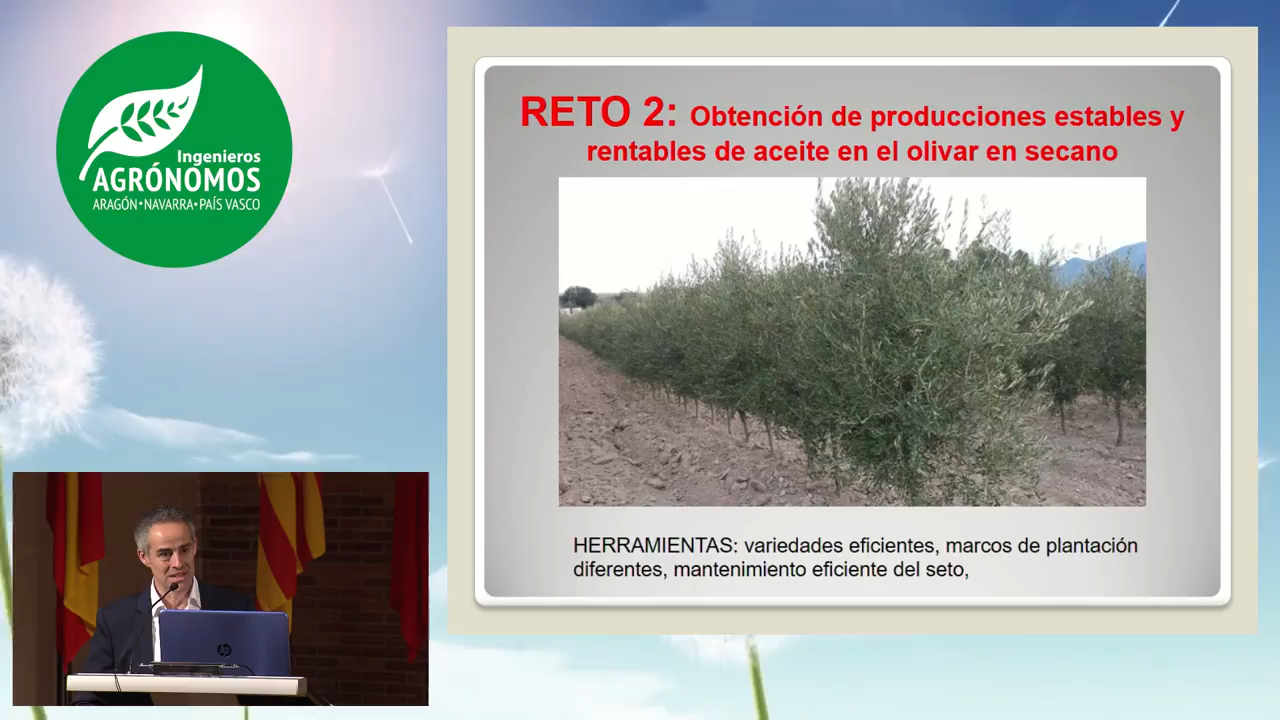 Ingenieros
AGRÓNOMOS
ARAGÓN•NAVARRA•PAÍS VASCO
RETO 2: Obtención de producciones estables y
rentables de aceite en el olivar en secano
HERRAMIENTAS: variedades eficientes, marcos de plantación
diferentes, mantenimiento eficiente del seto,
hp